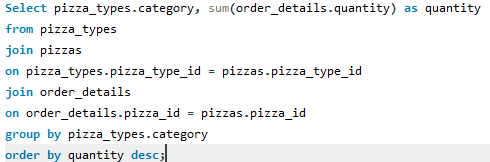 Select pizza_types.category, sum(order_details.quantity) as quantity
from pizza_types
join pizzas
on pizza_types.pizza_type_id = pizzas.pizza_type_id
join order_details
on order_details.pizza_id = pizzas.pizza_id
group by pizza_types.category
order by quantity desc;